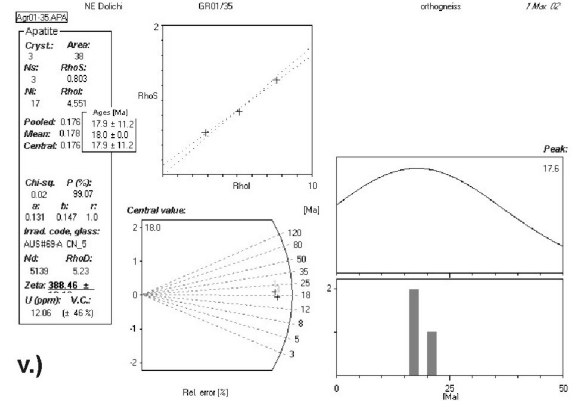 NE Dolichi GR01/35 orthogneiss 1 Mar 02
Agr01-35.APA
Apatite
Cryst.: Area:
3 38
Ns: RhoS:
3 0.803
Ni: RhoI:
17 4.551
Ages [Ma]
Pooled: 0.176 17.9 ± 11.2
Mean: 0.178 18.0 ± 0.0
Central: 0.176 17.9 ± 11.2
Chi-sq. P (%):
0.02 99.07
a: b: r:
0.131 0.147 1.0
Irrad. code, glass:
AUS#69-A CN_5
Nd: RhoD:
5139 5.23
Zeta: 388.46 ±
U (ppm): V.C.:
12.06 (± 46 %)
v.)
2
RhoS
RhoI 10
Central value: [Ma]
18.0
2
1
0
-1
-2
120
80
50
35
25
18
12
8
5
3
Rel. error [%]
Peak:
17.6
2
1
0 25 50
[Ma]